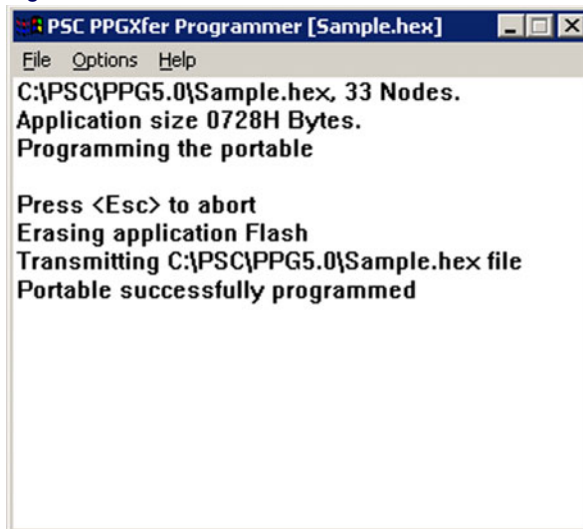 PSC PPGXfer Programmer [Sample.hex]
File Options Help
C:\PSC\PPG5.0\Sample.hex, 33 Nodes.
Application size 0728H Bytes.
Programming the portable
Press <Esc> to abort
Erasing application Flash
Transmitting C:\PSC\PPG5.0\Sample.hex file
Portable successfully programmed